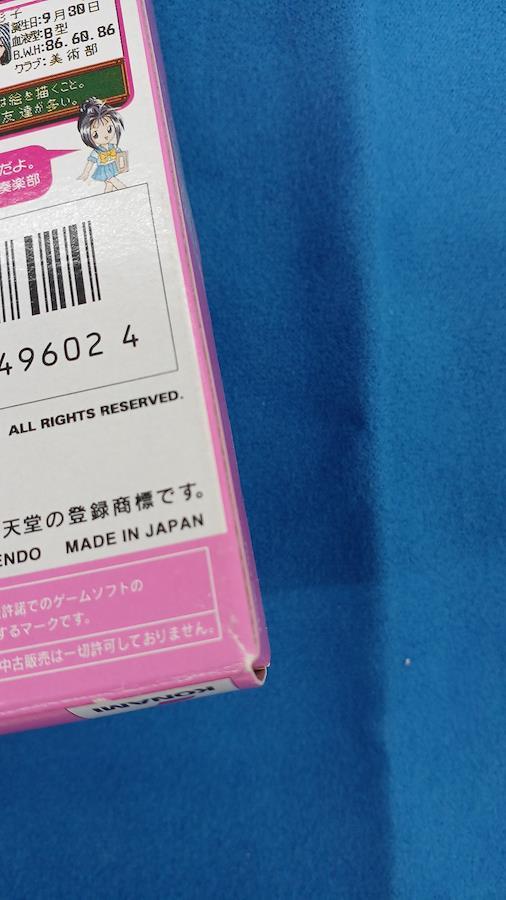 彩子
誕生日:9月30日
血液型:B型
B.W.H:86.60.86
クラブ:美術部
は絵を描くこと。
友達が多い。
だよ。
奏楽部
49602 4
ALL RIGHTS RESERVED.
天堂の登録商標です。
ENDO MADE IN JAPAN
許諾でのゲームソフトの
するマークです。
中古販売は一切許可しておりません。
KONAMI